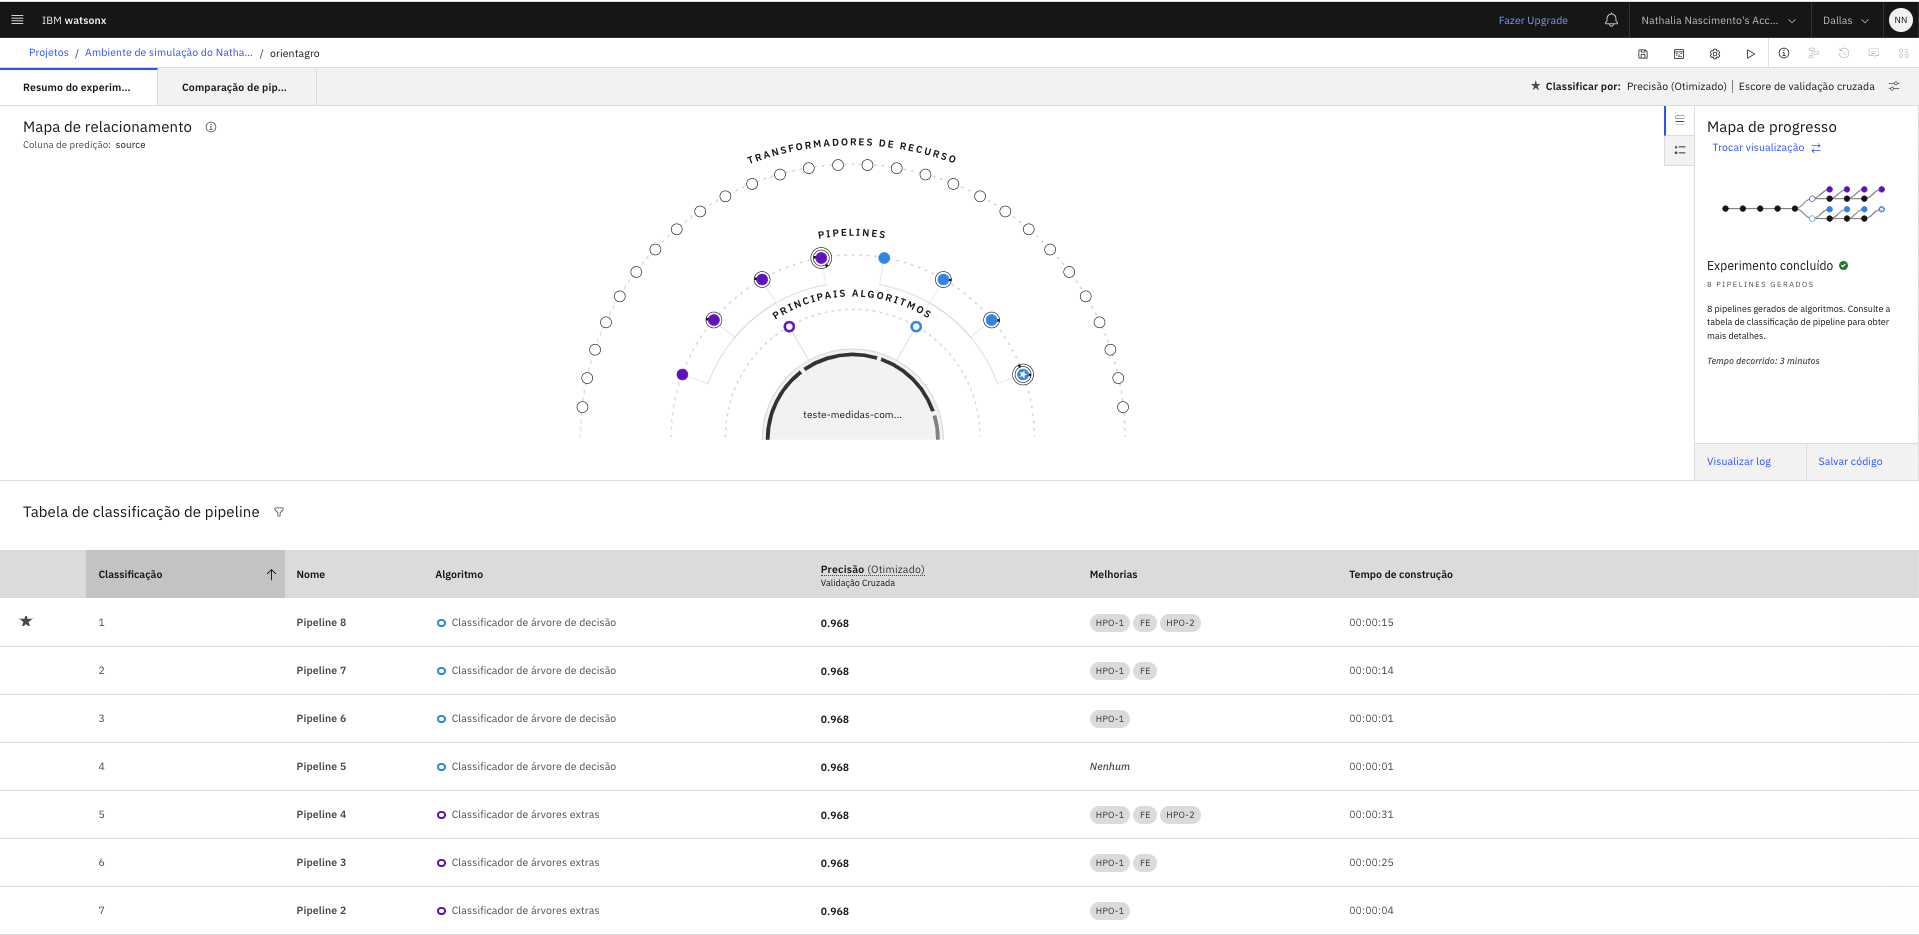 IBM watsonx
Fazer Upgrade
Nathalia Nascimento's Acc...
Dallas
NN
Projetos / Ambiente de simulação do Natha... / orientagro
Resumo do experim...
Comparação de pip...
Classificar por: Precisão (Otimizado) | Escore de validação cruzada
Mapa de relacionamento
Coluna de predição: source
TRANSFORMADORES DE RECURSO
PIPELINES
PRINCIPAIS ALGORITMOS
teste-medidas-com...
Mapa de progresso
Trocar visualização
Experimento concluído
8 PIPELINES GERADOS
8 pipelines gerados de algoritmos. Consulte a
tabela de classificação de pipeline para obter
mais detalhes.
Tempo decorrido: 3 minutos
Visualizar log
Salvar código
Tabela de classificação de pipeline
Classificação Nome Algoritmo Precisão (Otimizado) Melhorias Tempo de construção
Validação Cruzada
1 Pipeline 8 Classificador de árvore de decisão 0.968 HPO-1 FE HPO-2 00:00:15
2 Pipeline 7 Classificador de árvore de decisão 0.968 HPO-1 FE 00:00:14
3 Pipeline 6 Classificador de árvore de decisão 0.968 HPO-1 00:00:01
4 Pipeline 5 Classificador de árvore de decisão 0.968 Nenhum 00:00:01
5 Pipeline 4 Classificador de árvores extras 0.968 HPO-1 FE HPO-2 00:00:31
6 Pipeline 3 Classificador de árvores extras 0.968 HPO-1 FE 00:00:25
7 Pipeline 2 Classificador de árvores extras 0.968 HPO-1 00:00:04